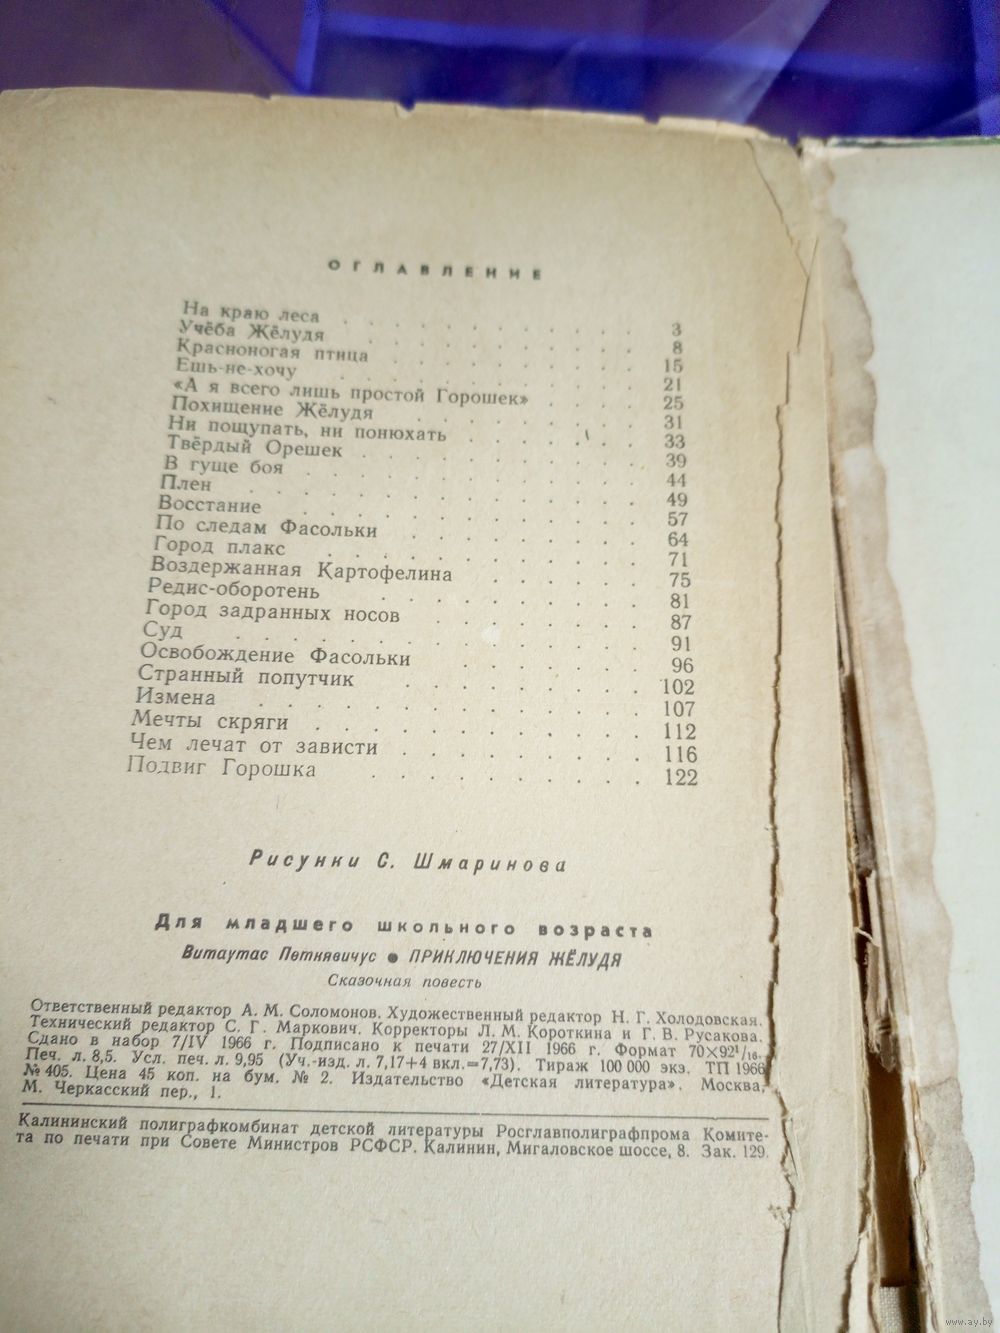 ОГЛАВЛЕНИЕ
На краю леса . . . . . . . . . . . 3
Учёба Жёлудя . . . . . . . . . . . 8
Красноногая птица . . . . . . . . . 15
Ешь-не-хочу . . . . . . . . . . . 21
«А я всего лишь простой Горошек» . . . . 25
Похищение Жёлудя . . . . . . . . . 31
Ни пощупать, ни понюхать . . . . . . . 33
Твёрдый Орешек . . . . . . . . . . 39
В гуще боя . . . . . . . . . . . . 44
Плен . . . . . . . . . . . . . . 49
Восстание . . . . . . . . . . . . 57
По следам Фасольки . . . . . . . . . 64
Город плакс . . . . . . . . . . . 71
Воздержанная Картофелина . . . . . . . 75
Редис-оборотень . . . . . . . . . . 81
Город задранных носов . . . . . . . . 87
Суд . . . . . . . . . . . . . . 91
Освобождение Фасольки . . . . . . . . 96
Странный попутчик . . . . . . . . . 102
Измена . . . . . . . . . . . . . 107
Мечты скряги . . . . . . . . . . . 112
Чем лечат от зависти . . . . . . . . 116
Подвиг Горошка . . . . . . . . . . 122
Рисунки С. Шмаринова
Для младшего школьного возраста
Витаутас Петкявичус ● ПРИКЛЮЧЕНИЯ ЖЁЛУДЯ
Сказочная повесть
Ответственный редактор А. М. Соломонов. Художественный редактор Н. Г. Холодовская.
Технический редактор С. Г. Маркович. Корректоры Л. М. Короткина и Г. В. Русакова.
Сдано в набор 7/IV 1966 г. Подписано к печати 27/XII 1966 г. Формат 70×92¹/₁₆.
Печ. л. 8,5. Усл. печ. л. 9,95 (Уч.-изд. л. 7,17+4 вкл.=7,73). Тираж 100 000 экз. ТП 1966
№ 405. Цена 45 коп. на бум. № 2. Издательство «Детская литература». Москва,
М. Черкасский пер., 1.
Калининский полиграфкомбинат детской литературы Росглавполиграфпрома Комите-
та по печати при Совете Министров РСФСР. Калинин, Мигаловское шоссе, 8. Зак. 129.
www.ay.by